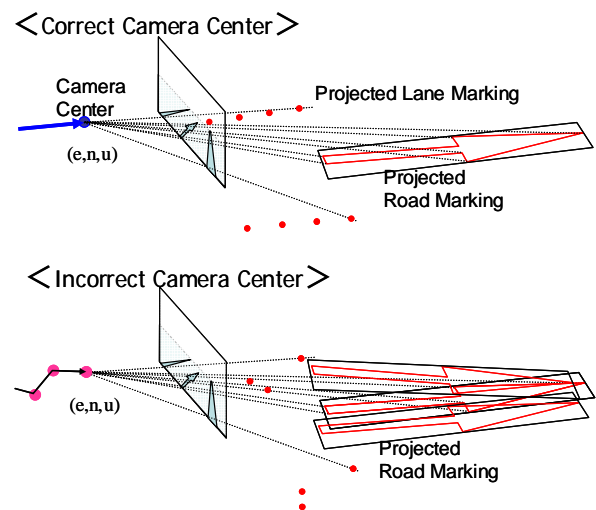 <Correct Camera Center>
Camera
Center
Projected Lane Marking
(e,n,u)
Projected
Road Marking
<Incorrect Camera Center>
(e,n,u)
Projected
Road Marking